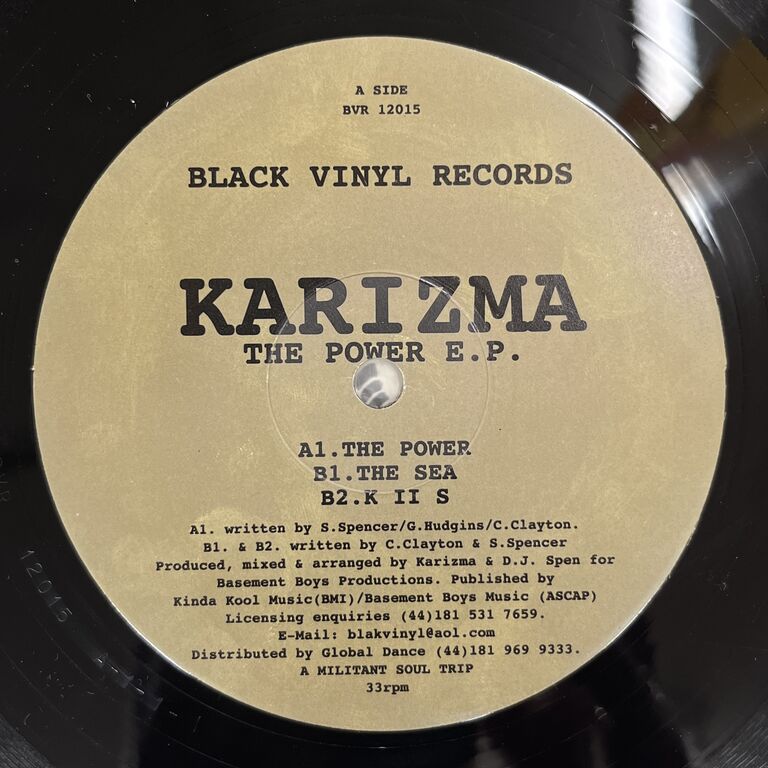 A SIDE
BVR 12015
BLACK VINYL RECORDS
KARIZMA
THE POWER E.P.
A1.THE POWER
B1.THE SEA
B2.K II S
A1. written by S.Spencer/G.Hudgins/C.Clayton.
B1. & B2. written by C.Clayton & S.Spencer
Produced, mixed & arranged by Karizma & D.J. Spen for
Basement Boys Productions. Published by
Kinda Kool Music(BMI)/Basement Boys Music (ASCAP)
Licensing enquiries (44)181 531 7659.
E-Mail: blakvinyl@aol.com
Distributed by Global Dance (44)181 969 9333.
A MILITANT SOUL TRIP
33rpm
12015